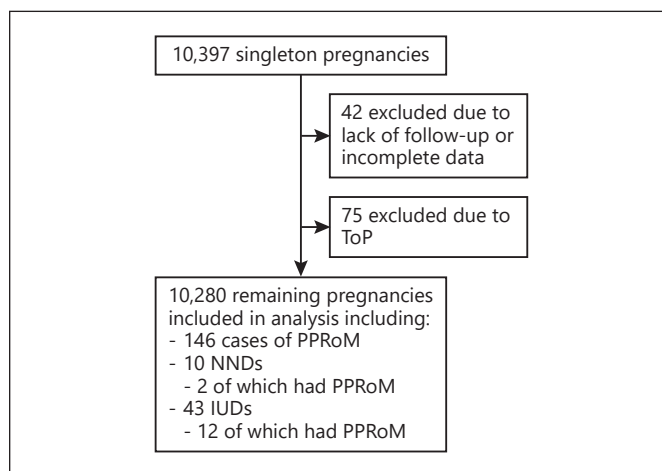 10,397 singleton pregnancies
42 excluded due to
lack of follow-up or
incomplete data
75 excluded due to
ToP
10,280 remaining pregnancies
included in analysis including:
- 146 cases of PPRoM
- 10 NNDs
- 2 of which had PPRoM
- 43 IUDs
- 12 of which had PPRoM